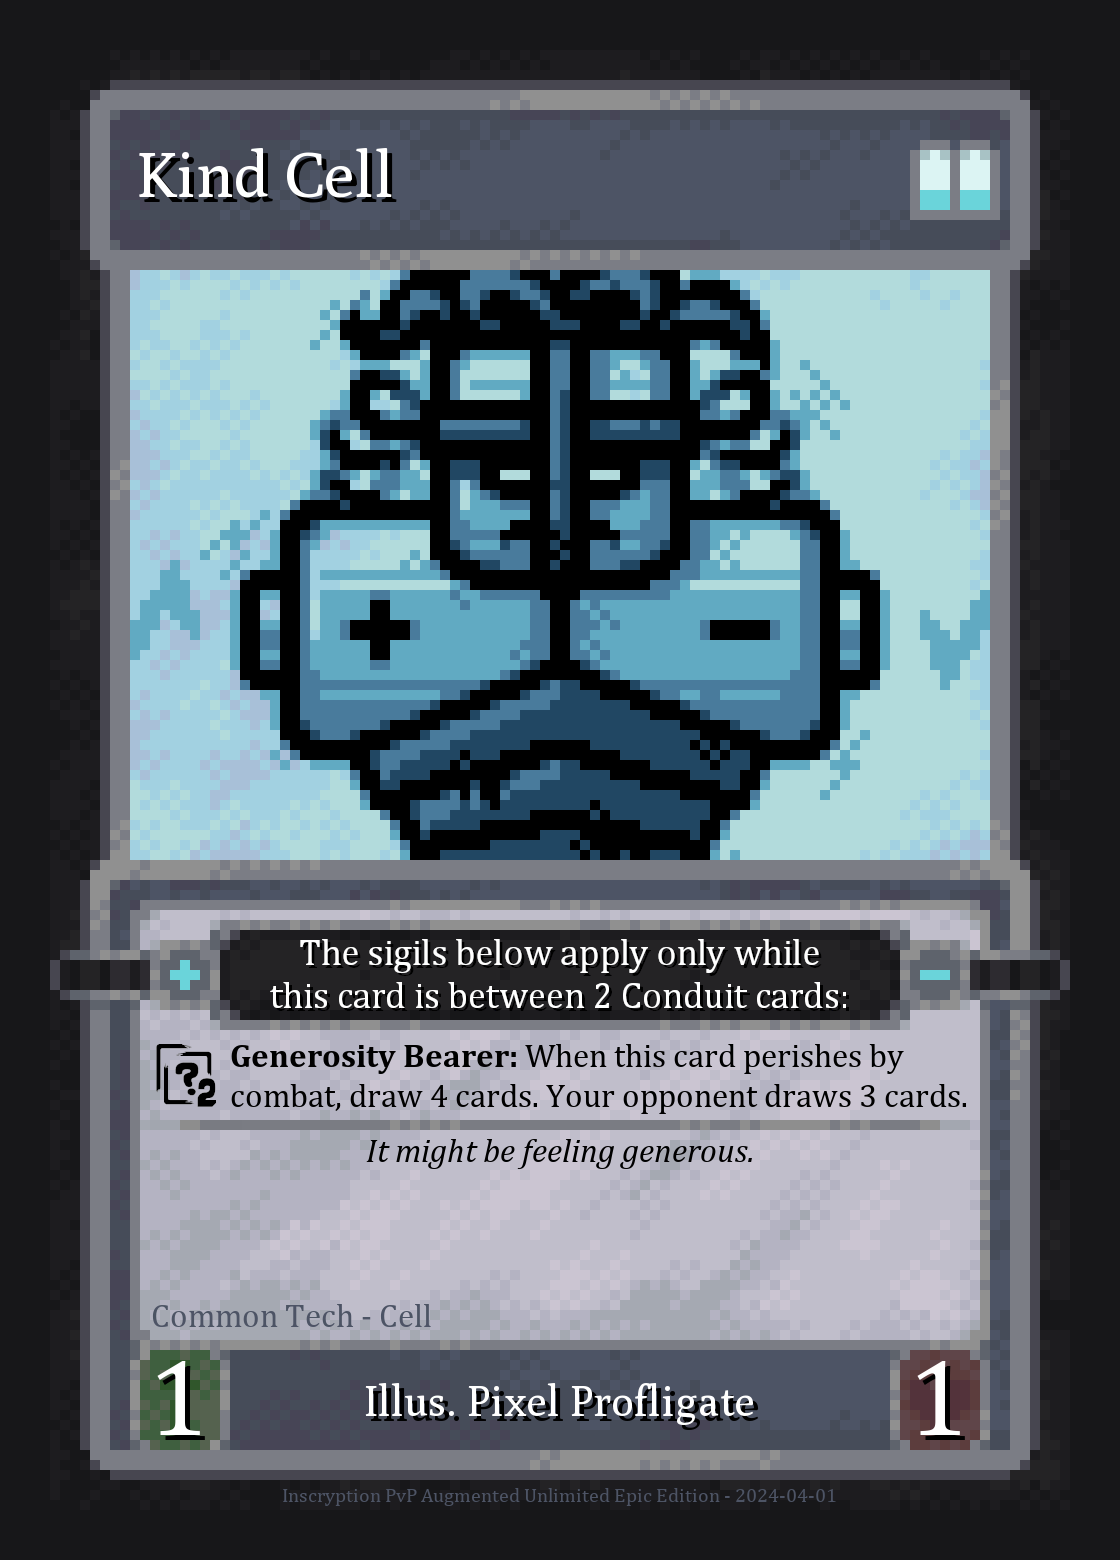 Kind Cell
+ −
The sigils below apply only while
+ −
this card is between 2 Conduit cards:
Generosity Bearer: When this card perishes by
?2
combat, draw 4 cards. Your opponent draws 3 cards.
It might be feeling generous.
Common Tech - Cell
1 Illus. Pixel Profligate 1
Inscryption PvP Augmented Unlimited Epic Edition - 2024-04-01